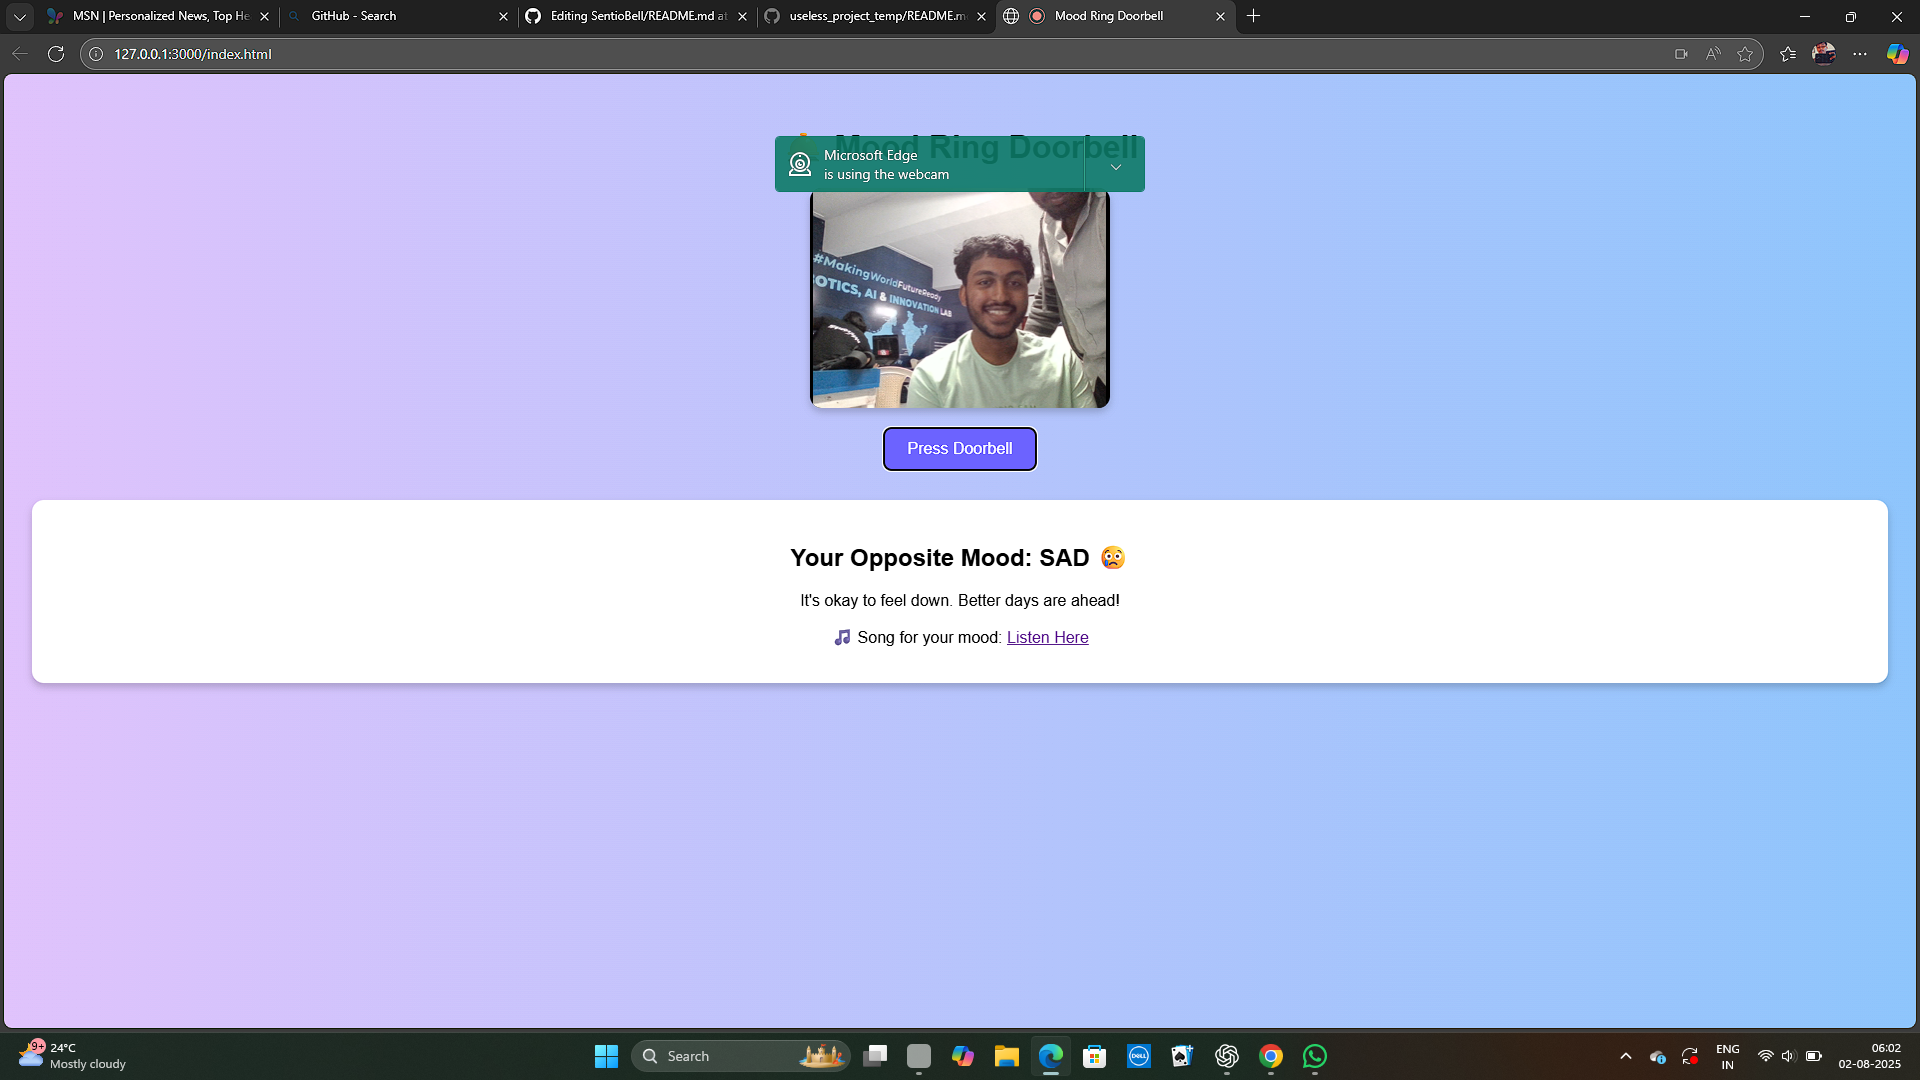 MSN | Personalized News, Top He
GitHub - Search
Editing SentioBell/README.md at
useless_project_temp/README.m
Mood Ring Doorbell
127.0.0.1:3000/index.html
Mood Ring Doorbell
Microsoft Edge
is using the webcam
#MakingWorldFutureReady
OTICS, AI & INNOVATION LAB
Press Doorbell
Your Opposite Mood: SAD 😢
It's okay to feel down. Better days are ahead!
🎵 Song for your mood: Listen Here
9+
24°C
Mostly cloudy
Search
DELL
ENG
IN
06:02
02-08-2025